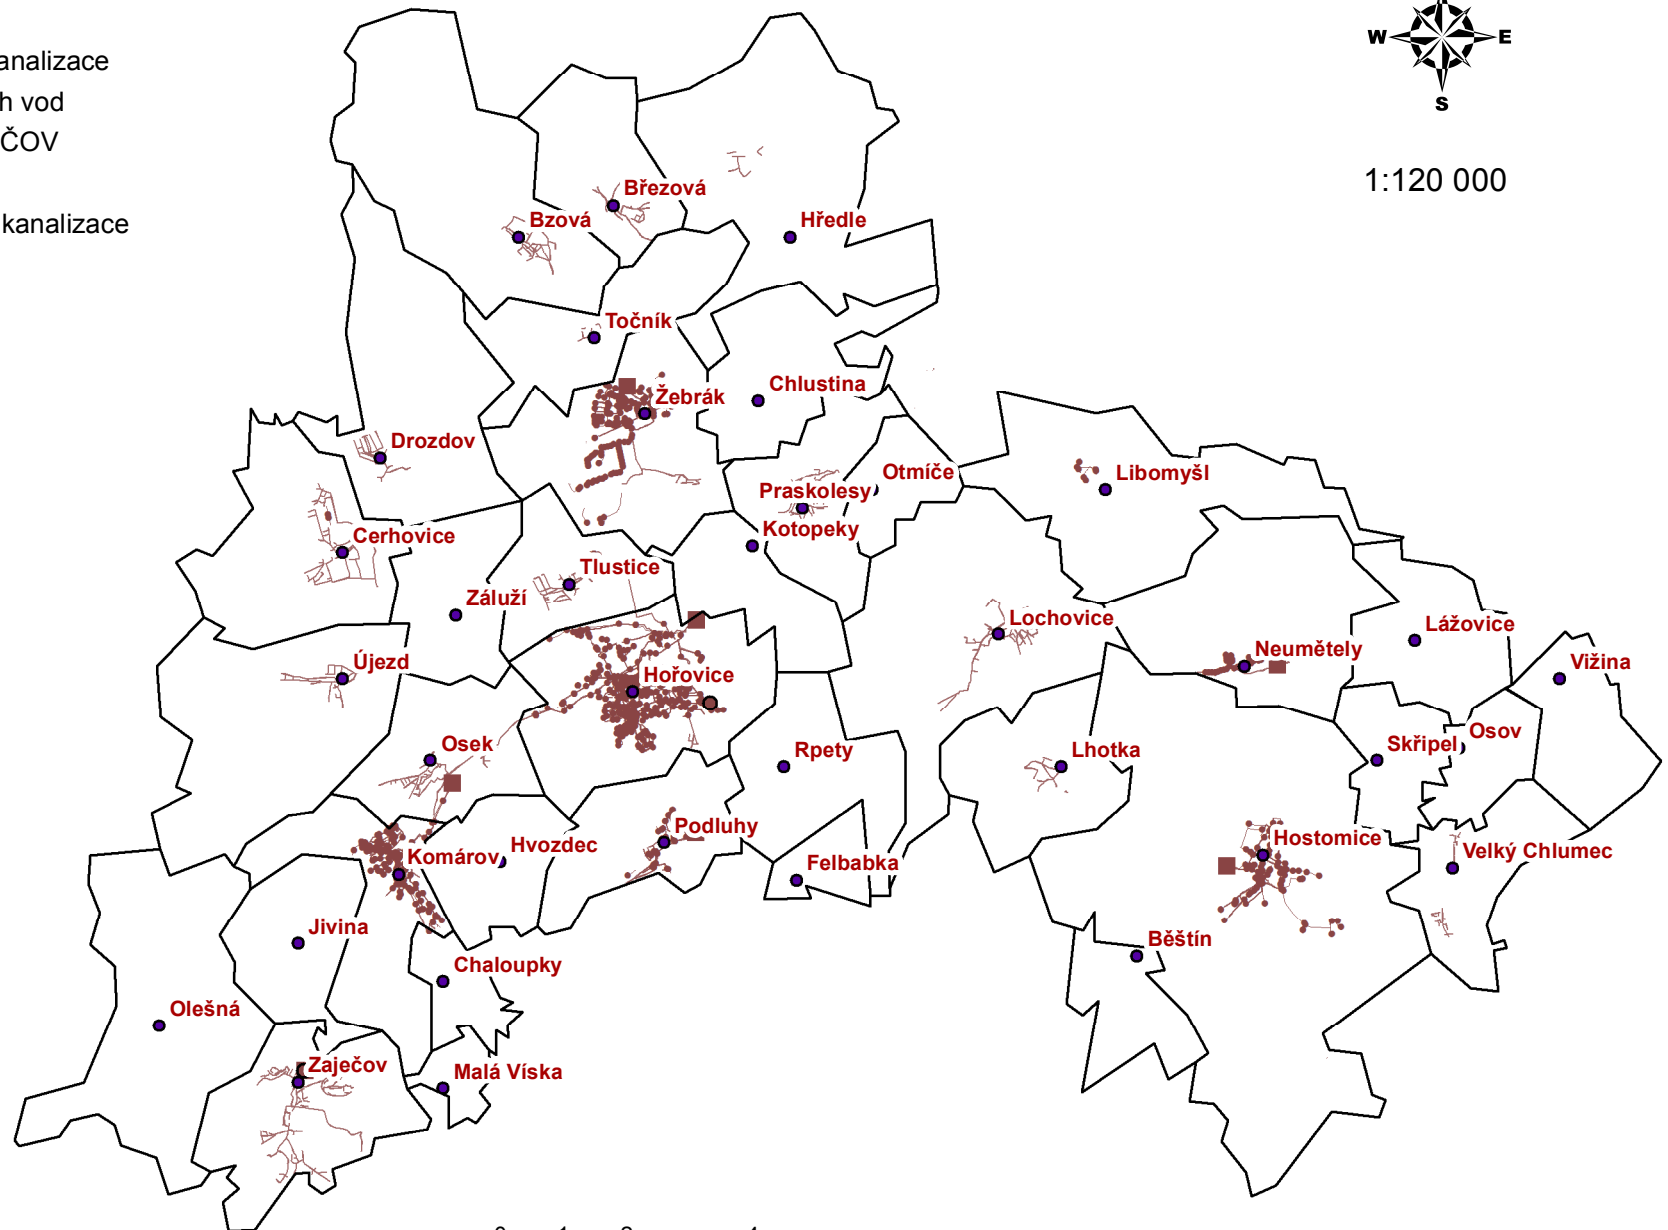 analizace
h vod
ČOV
kanalizace
W E
S
1:120 000
Březová
Bzová
Hředle
Točník
Chlustina
Žebrák
Drozdov
Otmíče
Libomyšl
Praskolesy
Kotopeky
Cerhovice
Tlustice
Záluží
Lochovice
Lážovice
Neumětely
Vižina
Újezd
Hořovice
Osek
Rpety
Lhotka
Skřipel
Osov
Podluhy
Hvozdec
Komárov
Felbabka
Hostomice
Velký Chlumec
Jivina
Běštín
Chaloupky
Olešná
Zaječov
Malá Víska